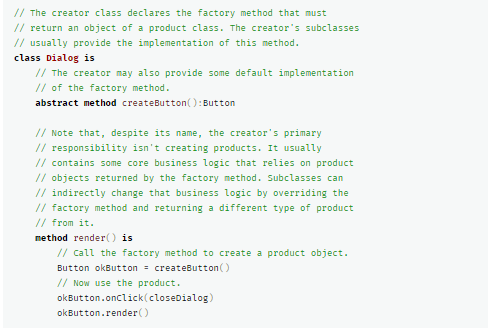 // The creator class declares the factory method that must
// return an object of a product class. The creator's subclasses
// usually provide the implementation of this method.
class Dialog is
    // The creator may also provide some default implementation
    // of the factory method.
    abstract method createButton():Button

    // Note that, despite its name, the creator's primary
    // responsibility isn't creating products. It usually
    // contains some core business logic that relies on product
    // objects returned by the factory method. Subclasses can
    // indirectly change that business logic by overriding the
    // factory method and returning a different type of product
    // from it.
    method render() is
        // Call the factory method to create a product object.
        Button okButton = createButton()
        // Now use the product.
        okButton.onClick(closeDialog)
        okButton.render()